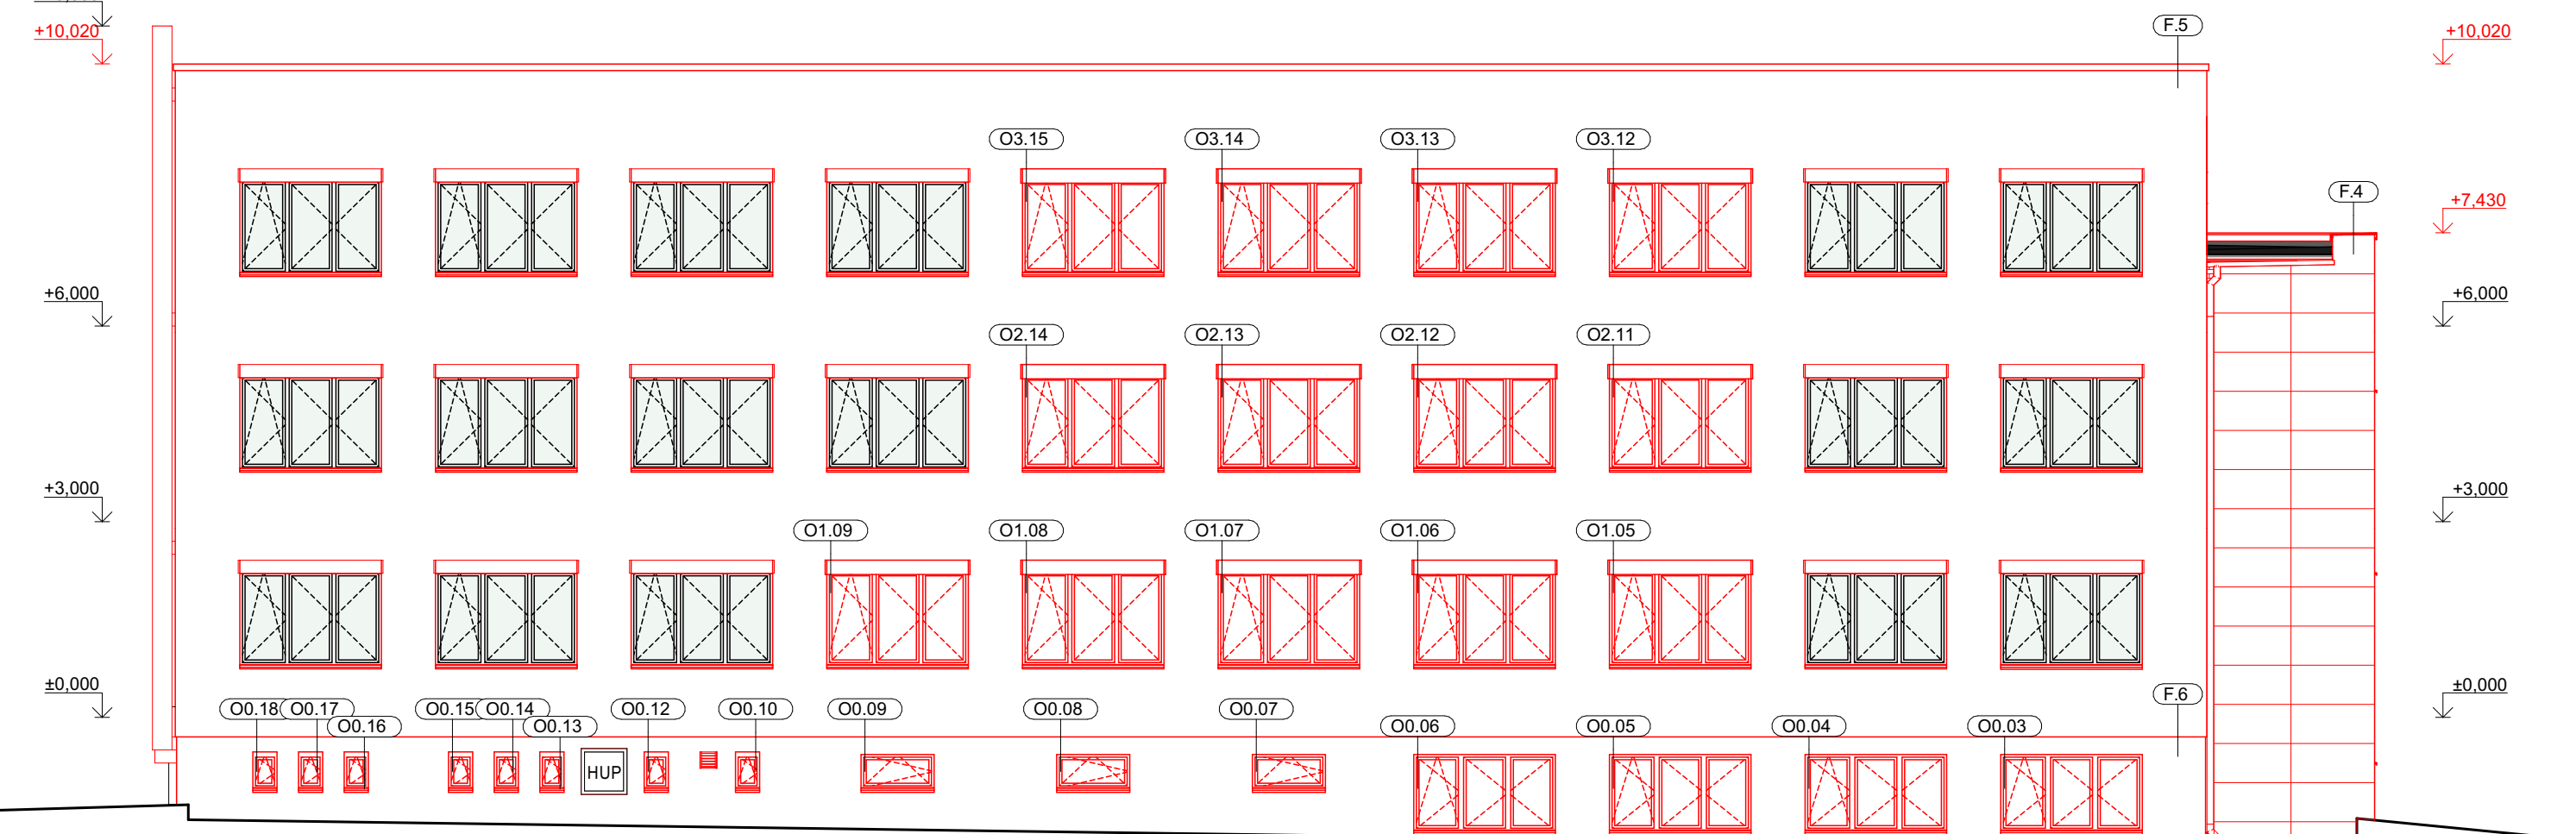 +10,020
F.5
+10,020
O3.15
O3.14
O3.13
O3.12
F.4
+7,430
+6,000
+6,000
O2.14
O2.13
O2.12
O2.11
+3,000
+3,000
O1.09
O1.08
O1.07
O1.06
O1.05
±0,000
±0,000
F.6
O0.18
O0.17
O0.16
O0.15
O0.14
O0.13
O0.12
O0.10
O0.09
O0.08
O0.07
O0.06
O0.05
O0.04
O0.03
HUP